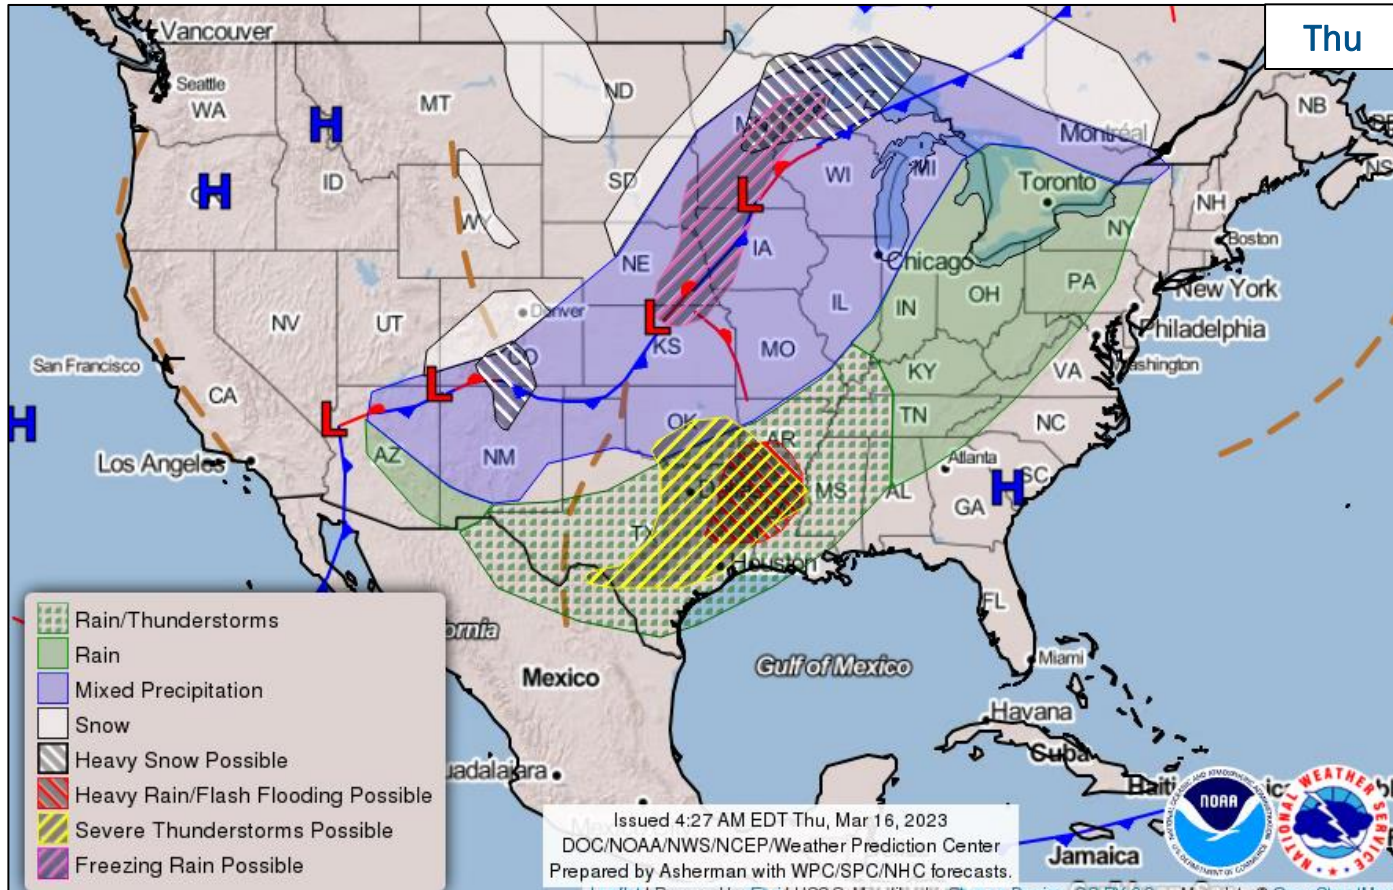 Thu
Vancouver
Seattle
WA
MT
ND
NB
Montréal
ID
SD
WI
MI
Toronto
NH
WY
NY
Boston
NE
IA
Chicago
PA
New York
NV
UT
Denver
IL
IN
OH
Philadelphia
San Francisco
CO
KS
MO
KY
VA
Washington
CA
TN
NC
OK
AR
Los Angeles
AZ
NM
Atlanta
SC
MS
AL
GA
TX
Houston
FL
Miami
Gulf of Mexico
Mexico
Havana
Cuba
Jamaica
H
H
H
H
L
L
L
L
Rain/Thunderstorms
Rain
Mixed Precipitation
Snow
Heavy Snow Possible
Heavy Rain/Flash Flooding Possible
Severe Thunderstorms Possible
Freezing Rain Possible
Issued 4:27 AM EDT Thu, Mar 16, 2023
DOC/NOAA/NWS/NCEP/Weather Prediction Center
Prepared by Asherman with WPC/SPC/NHC forecasts.
NOAA
NATIONAL WEATHER SERVICE